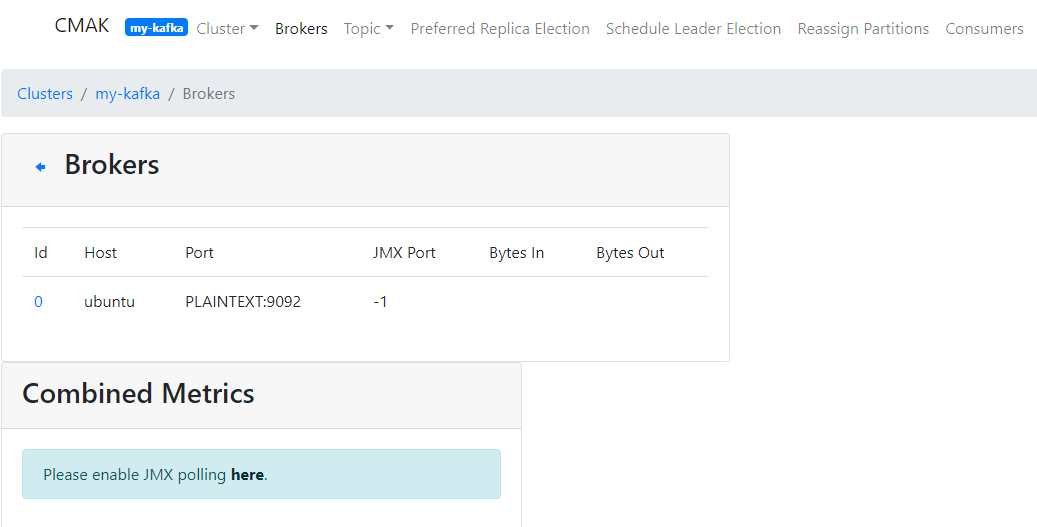 CMAK my-kafka Cluster Brokers Topic Preferred Replica Election Schedule Leader Election Reassign Partitions Consumers
Clusters / my-kafka / Brokers
Brokers
Id Host Port JMX Port Bytes In Bytes Out
0 ubuntu PLAINTEXT:9092 -1
Combined Metrics
Please enable JMX polling here.